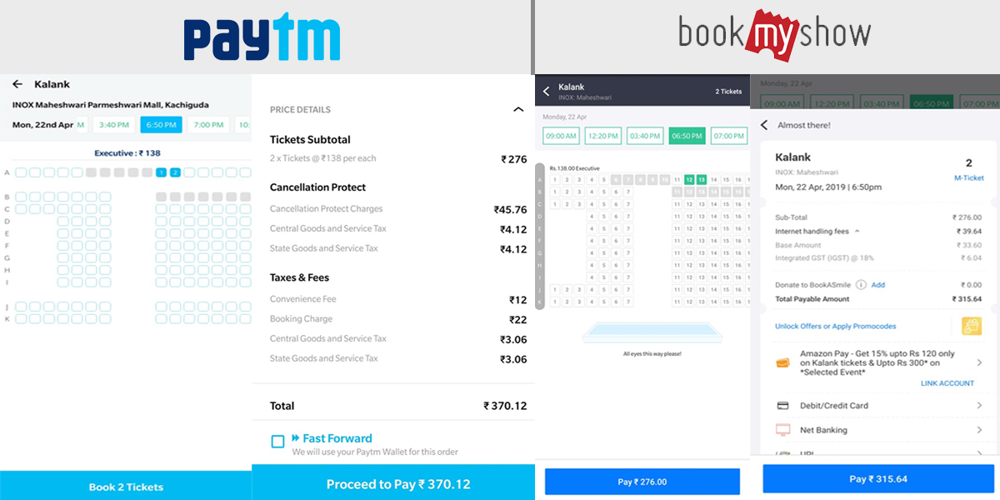 paytm
book my show
Kalank
INOX Maheshwari Parmeshwari Mall, Kachiguda
Mon, 22nd Apr M 3:40 PM 6:50 PM 7:00 PM 10:
Executive : ₹ 138
A 1 2
B
C
D
E
F
G
H
I
J
K
Book 2 Tickets
PRICE DETAILS
Tickets Subtotal
2 x Tickets @ ₹138 per each ₹276
Cancellation Protect
Cancellation Protect Charges ₹45.76
Central Goods and Service Tax ₹4.12
State Goods and Service Tax ₹4.12
Taxes & Fees
Convenience Fee ₹12
Booking Charge ₹22
Central Goods and Service Tax ₹3.06
State Goods and Service Tax ₹3.06
Total ₹ 370.12
Fast Forward
We will use your Paytm Wallet for this order
Proceed to Pay ₹ 370.12
Kalank 2 Tickets
INOX: Maheshwari
Monday, 22 Apr
09:00 AM 12:20 PM 03:40 PM 06:50 PM 07:00 PM
Rs.138.00 Executive
A 1 2 3 4 5 6 7 8 9 10 11 12 13 14 15 16 1
B 1 2 3 4 5 6 7 11 12 13 14 15 16 1
C 1 2 3 4 5 6 7 11 12 13 14 15 16 1
D 4 5 6 7 11 12 13 14 15 16 1
E 4 5 6 7 11 12 13 14 15 16 1
F 4 5 6 7 11 12 13 14 15 16 1
G 4 5 6 7 11 12 13 14 15 16 1
H 4 5 6 7 11 12 13 14 15 16 1
I 4 5 6 7 11 12 13 14 15 16 1
J 1 2 3 4 5 6 7 11 12 13 14 15 16 1
K 1 2 3 4 5 6 7 11 12 13 14 15 16 1
All eyes this way please!
Pay ₹ 276.00
Monday, 22 Apr
09:00 AM 12:20 PM 03:40 PM 06:50 PM 07:00 PM
Almost there!
Kalank 2
INOX: Maheshwari M-Ticket
Mon, 22 Apr, 2019 | 6:50pm
Sub-Total ₹ 276.00
Internet handling fees ₹ 39.64
Base Amount ₹ 33.60
Integrated GST (IGST) @ 18% ₹ 6.04
Donate to BookASmile i Add ₹ 0.00
Total Payable Amount ₹ 315.64
Unlock Offers or Apply Promocodes
Amazon Pay - Get 15% upto Rs 120 only
on Kalank tickets & Upto Rs 300* on
*Selected Event*
LINK ACCOUNT
Debit/Credit Card
Net Banking
UPI
Pay ₹ 315.64